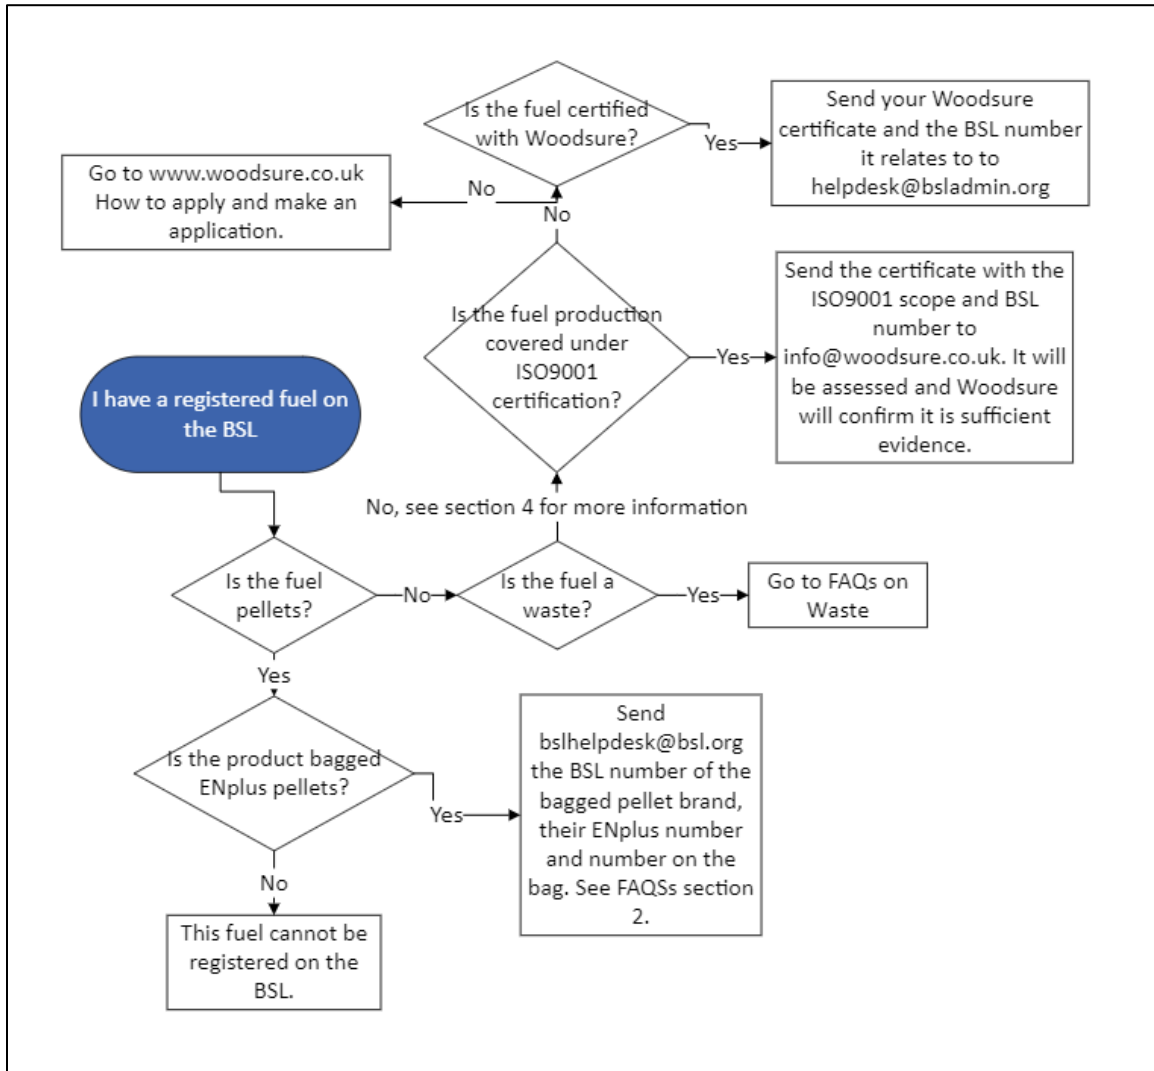 Is the fuel certified
with Woodsure?
Yes
Send your Woodsure
certificate and the BSL number
it relates to to
helpdesk@bsladmin.org
No
Go to www.woodsure.co.uk
How to apply and make an
application.
No
Is the fuel production
covered under
ISO9001
certification?
Yes
Send the certificate with the
ISO9001 scope and BSL
number to
info@woodsure.co.uk. It will
be assessed and Woodsure
will confirm it is sufficient
evidence.
I have a registered fuel on
the BSL
No, see section 4 for more information
Is the fuel
pellets?
No
Is the fuel a
waste?
Yes
Go to FAQs on
Waste
Yes
Is the product bagged
ENplus pellets?
Yes
Send
bslhelpdesk@bsl.org
the BSL number of the
bagged pellet brand,
their ENplus number
and number on the
bag. See FAQSs section
2.
No
This fuel cannot be
registered on the
BSL.